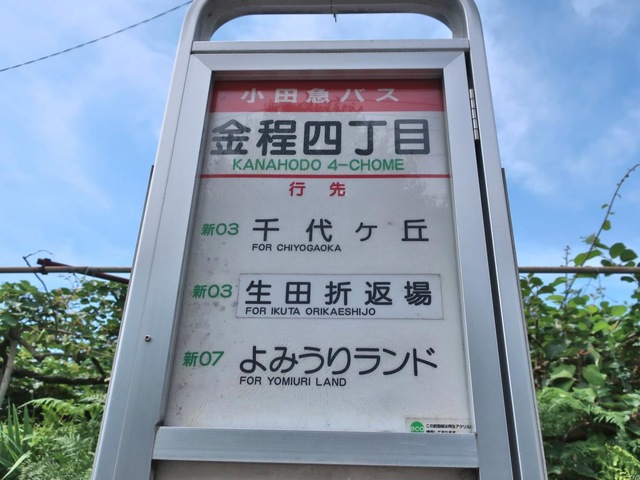 小田急バス
金程四丁目
KANAHODO 4-CHOME
行先
新03 千代ヶ丘
FOR CHIYOGAOKA
新03 生田折返場
FOR IKUTA ORIKAESHIJO
新07 よみうりランド
FOR YOMIURI LAND